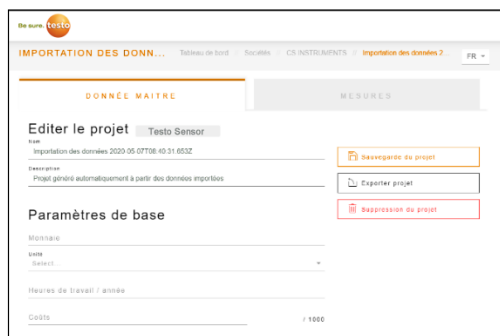 Be sure. testo
IMPORTATION DES DONN... Tableau de bord Sociétés CS INSTRUMENTS Importation des données 2... FR
DONNÉE MAITRE MESURES
Editer le projet Testo Sensor
Nom
Importation des données 2020-05-07T08:40:31.653Z
Description
Projet généré automatiquement à partir des données importées
Sauvegarde du projet
Exporter projet
Suppression du projet
Paramètres de base
Monnaie
Unité
Select...
Heures de travail / année
Coûts / 1000